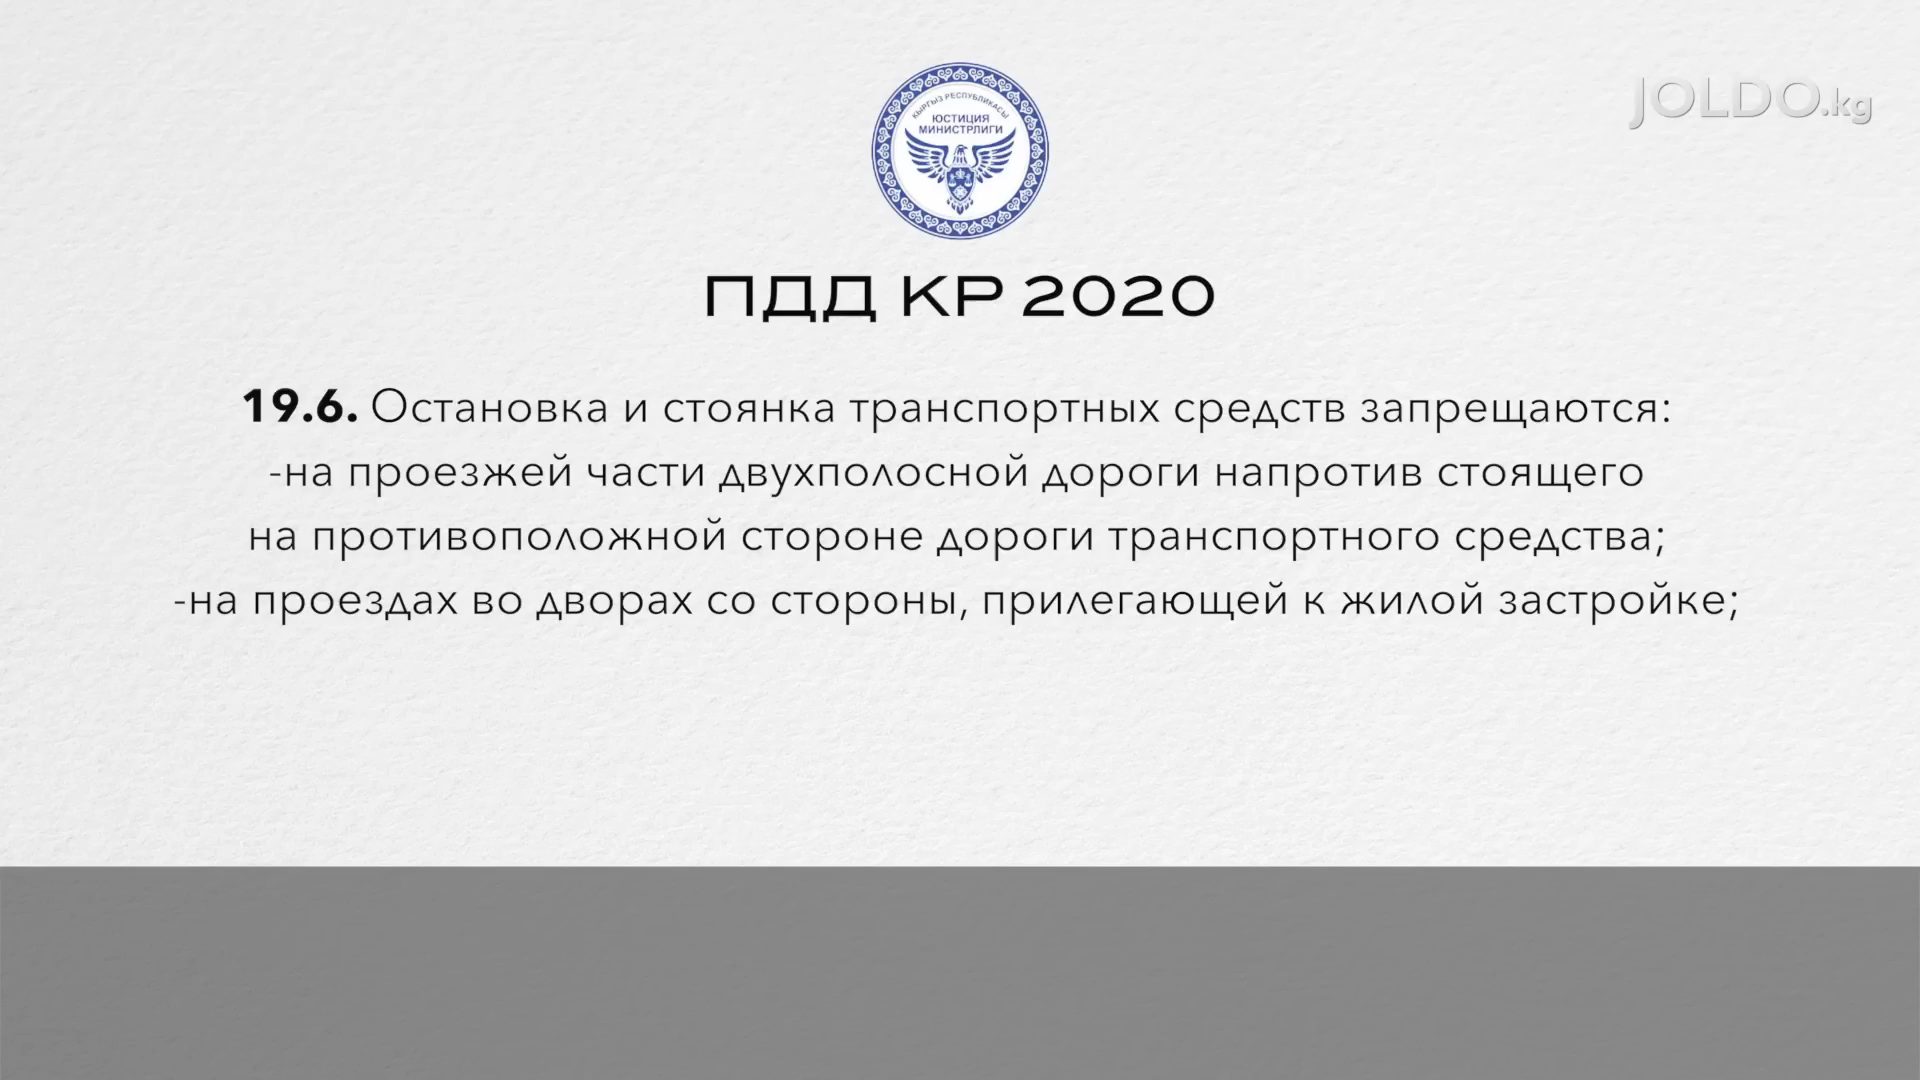 КЫРГЫЗ РЕСПУБЛИКАСЫ
ЮСТИЦИЯ
МИНИСТРЛИГИ
JOLDO.kg
ПДД КР 2020
19.6. Остановка и стоянка транспортных средств запрещаются:
-на проезжей части двухполосной дороги напротив стоящего
на противоположной стороне дороги транспортного средства;
-на проездах во дворах со стороны, прилегающей к жилой застройке;